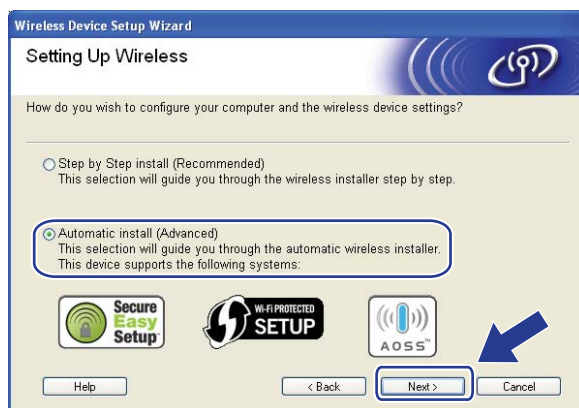 Wireless Device Setup Wizard
Setting Up Wireless
How do you wish to configure your computer and the wireless device settings?
Step by Step install (Recommended)
This selection will guide you through the wireless installer step by step.
Automatic install (Advanced)
This selection will guide you through the automatic wireless installer.
This device supports the following systems:
Secure
Easy
Setup
Wi-Fi PROTECTED
SETUP
AOSS™
Help
< Back
Next >
Cancel